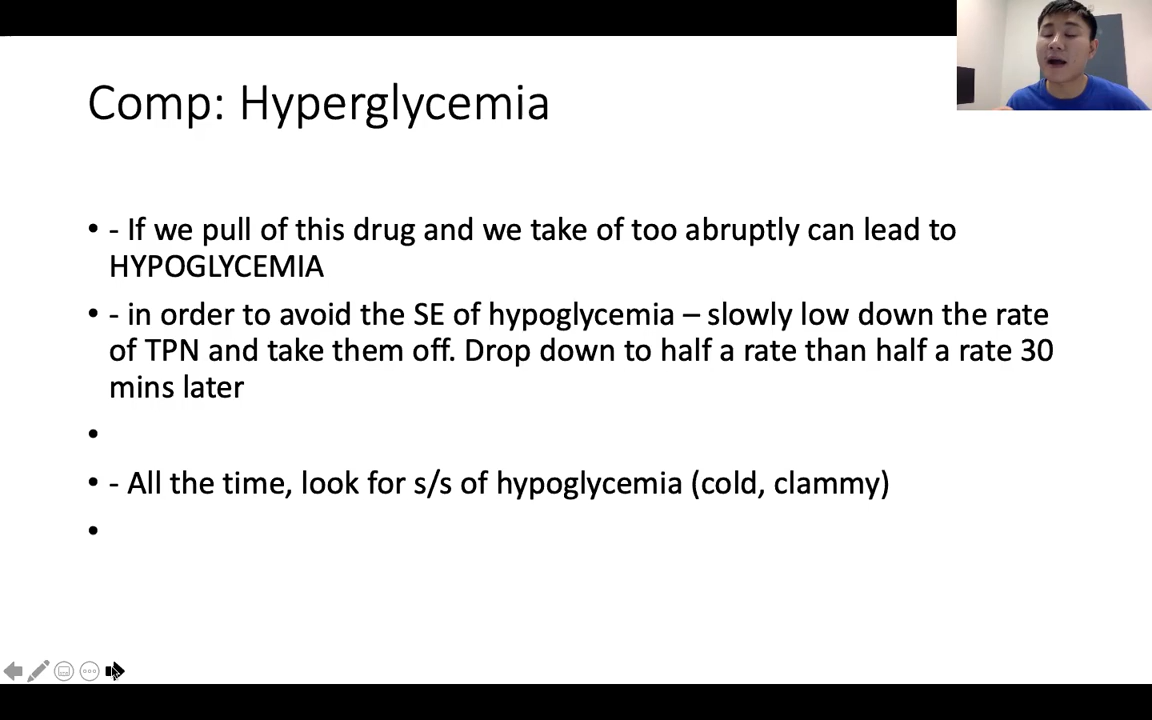 Comp: Hyperglycemia
• - If we pull of this drug and we take of too abruptly can lead to
HYPOGLYCEMIA
• - in order to avoid the SE of hypoglycemia – slowly low down the rate
of TPN and take them off. Drop down to half a rate than half a rate 30
mins later
•
• - All the time, look for s/s of hypoglycemia (cold, clammy)
•